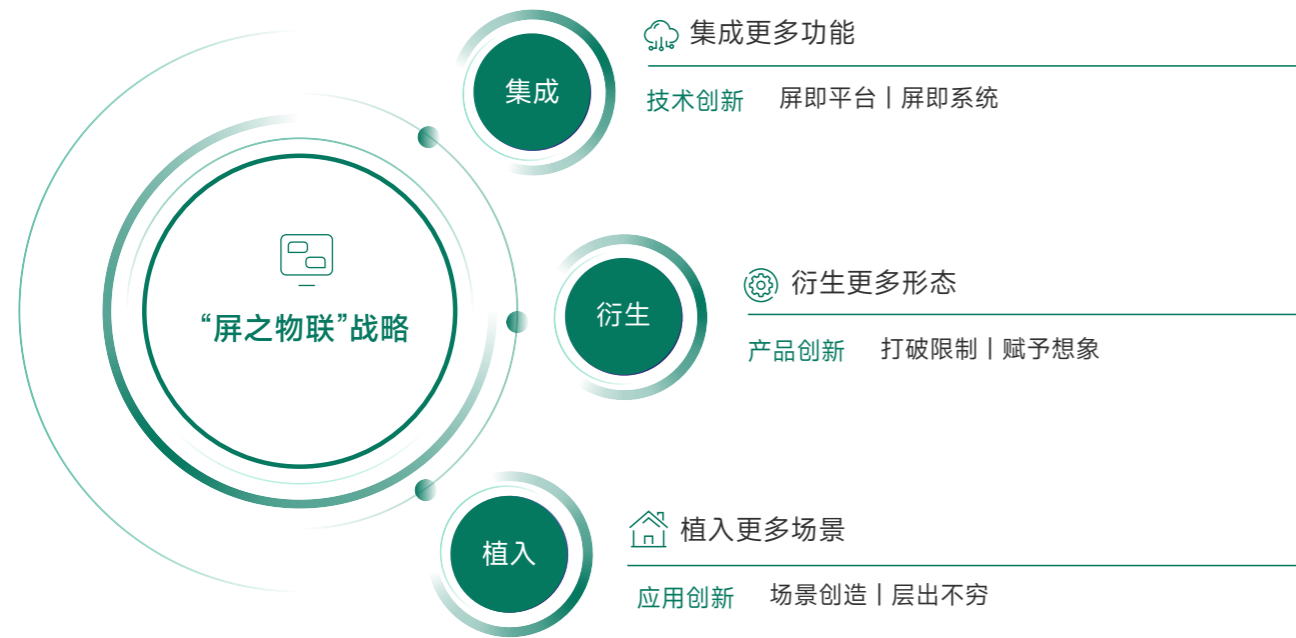 “屏之物联”战略
集成
集成更多功能
技术创新 屏即平台丨屏即系统
衍生
衍生更多形态
产品创新 打破限制丨赋予想象
植入
植入更多场景
应用创新 场景创造丨层出不穷